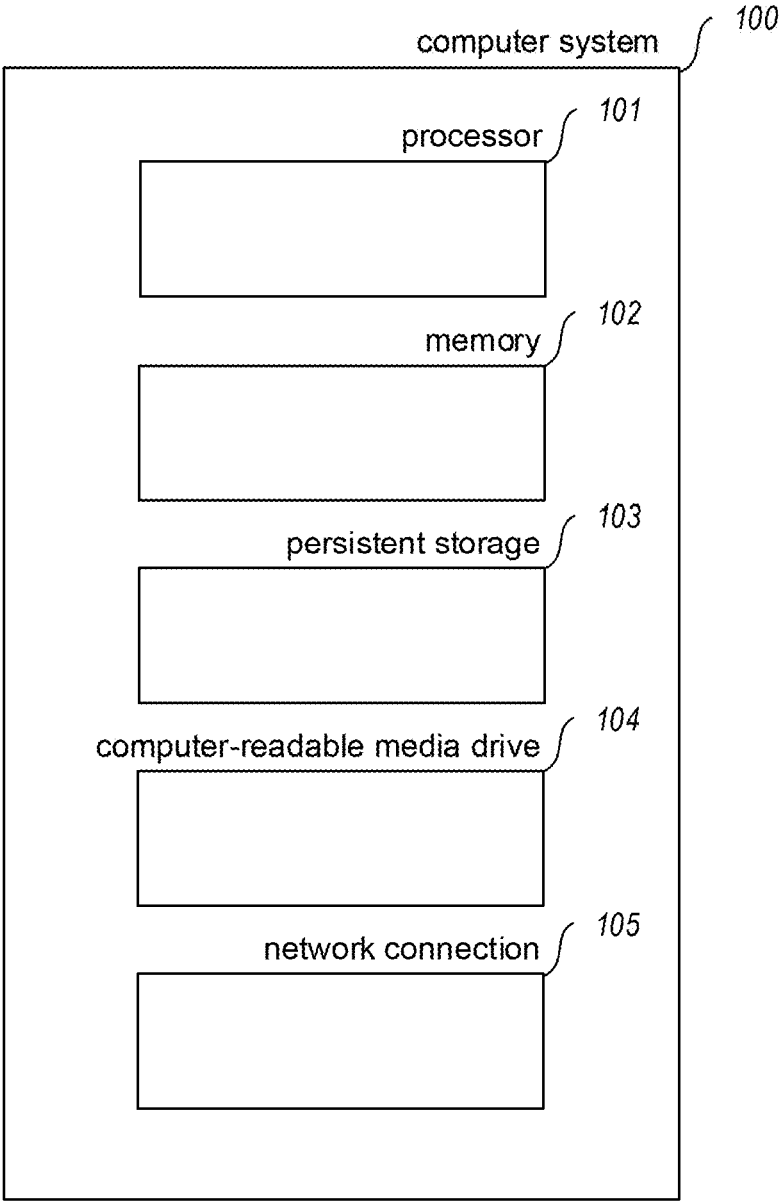 100
computer system
101
processor
102
memory
103
persistent storage
104
computer-readable media drive
105
network connection